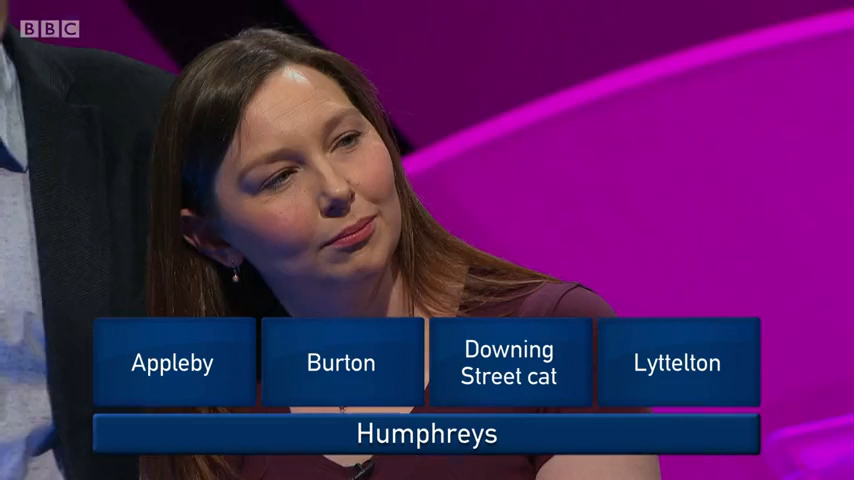 BBC
Appleby
Burton
Downing
Street cat
Lyttelton
Humphreys